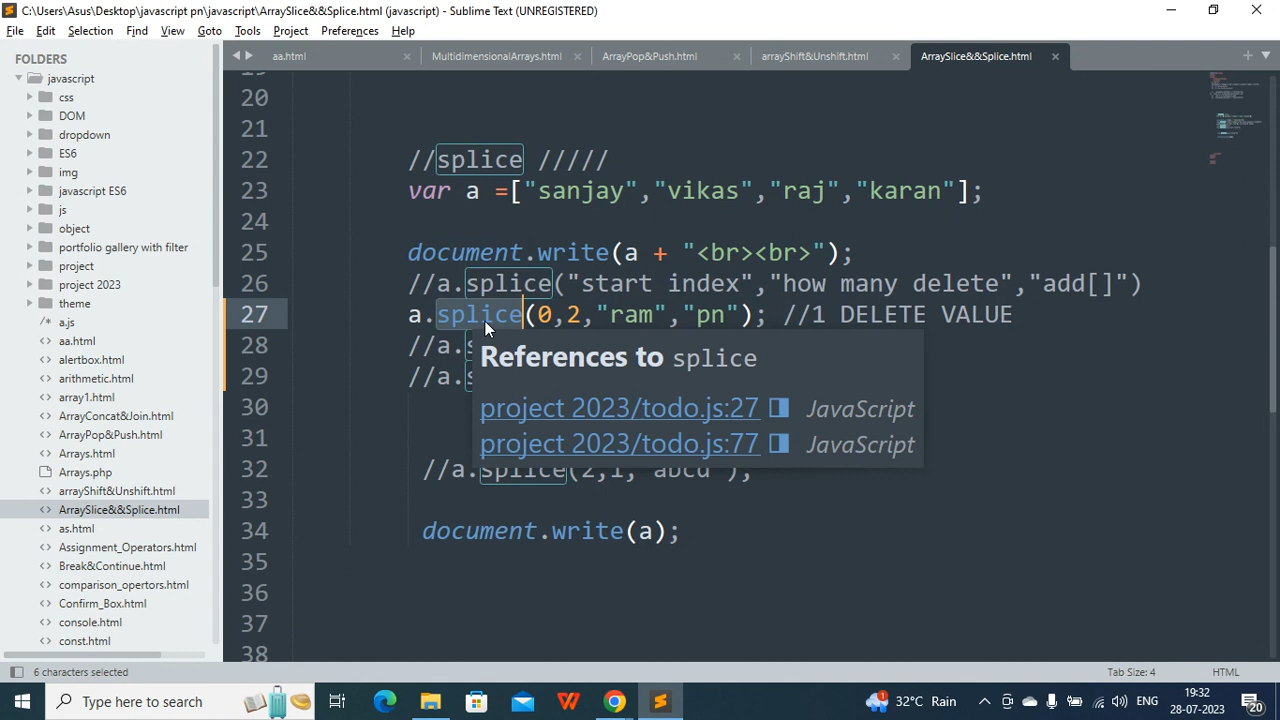 C:\Users\Asus\Desktop\javascript pn\javascript\ArraySlice&&Splice.html (javascript) - Sublime Text (UNREGISTERED)
File Edit Selection Find View Goto Tools Project Preferences Help
FOLDERS
javascript
css
DOM
dropdown
ES6
img
javascript ES6
js
object
portfolio gallery with filter
project
project 2023
theme
a.js
aa.html
alertbox.html
arithmetic.html
array1.html
ArrayConcat&Join.html
ArrayPop&Push.html
Arrays.html
Arrays.php
arrayShift&Unshift.html
ArraySlice&&Splice.html
as.html
Assignment_Operators.html
Break&Continue.html
comparison_opertors.html
Confirm_Box.html
console.html
const.html
aa.html MultidimensionalArrays.html ArrayPop&Push.html arrayShift&Unshift.html ArraySlice&&Splice.html
19
20
21
22 //splice /////
23 var a =["sanjay","vikas","raj","karan"];
24
25 document.write(a + "<br><br>");
26 //a.splice("start index","how many delete","add[]")
27 a.splice(0,2,"ram","pn"); //1 DELETE VALUE
28 //a.s
29 //a.s
30
31
32 //a.splice(2,1,"abcd"),
33
34 document.write(a);
35
36
37
38
References to splice
project 2023/todo.js:27 JavaScript
project 2023/todo.js:77 JavaScript
6 characters selected Tab Size: 4 HTML
Type here to search
32°C Rain
ENG
19:32
28-07-2023
20